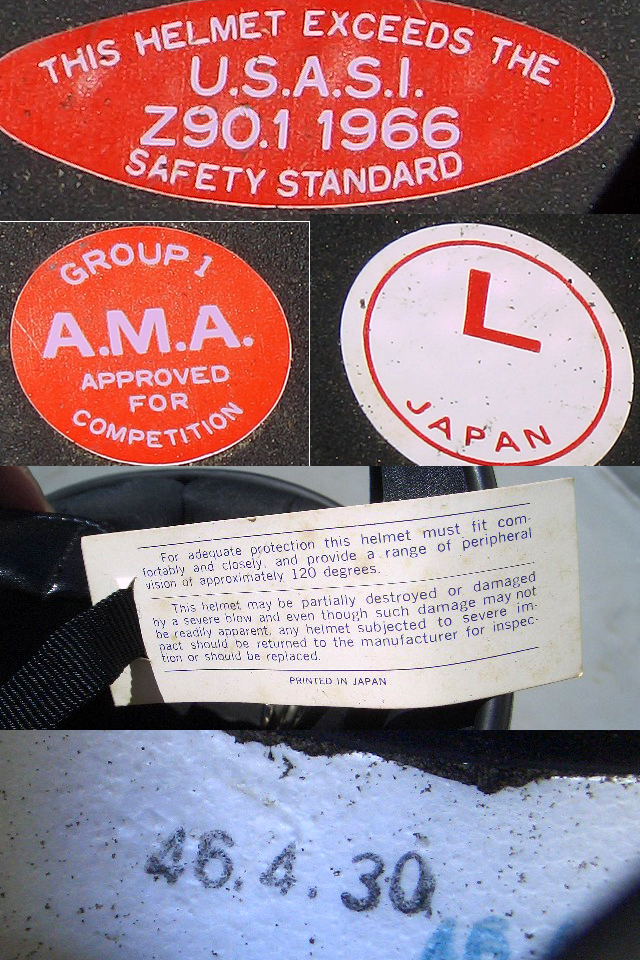 THIS HELMET EXCEEDS THE
U.S.A.S.I.
Z90.1 1966
SAFETY STANDARD
GROUP 1
A.M.A.
APPROVED
FOR
COMPETITION
L
JAPAN
For adequate protection this helmet must fit com-
fortably and closely, and provide a range of peripheral
vision of approximately 120 degrees.
This helmet may be partially destroyed or damaged
by a severe blow and even though such damage may not
be readily apparent, any helmet subjected to severe im-
pact should be returned to the manufacturer for inspec-
tion or should be replaced.
PRINTED IN JAPAN
46.4.30